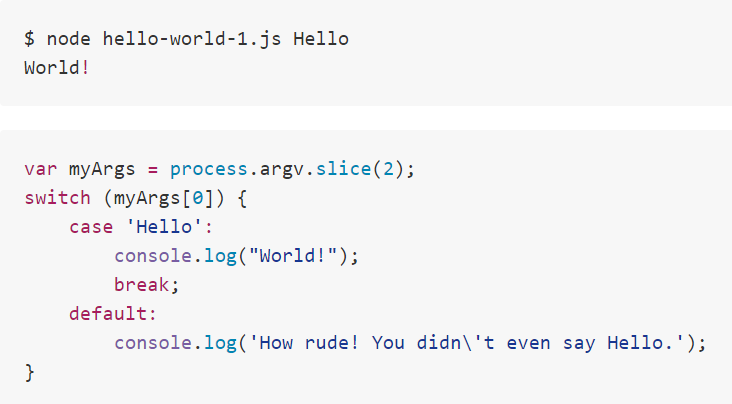 $ node hello-world-1.js Hello
World!
var myArgs = process.argv.slice(2);
switch (myArgs[0]) {
    case 'Hello':
        console.log("World!");
        break;
    default:
        console.log('How rude! You didn\'t even say Hello.');
}